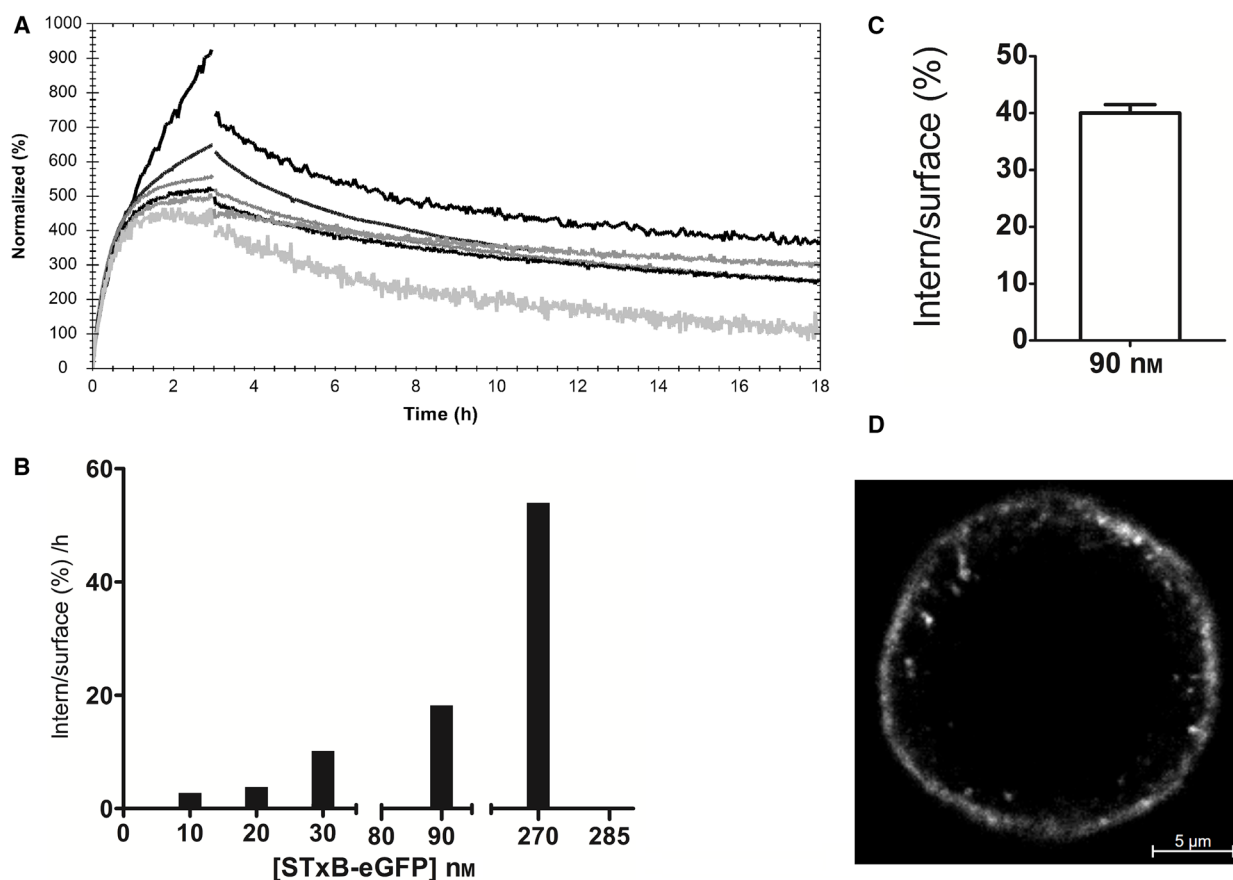 A
1000
900
800
700
600
500
400
300
200
100
0
Normalized (%)
0 2 4 6 8 10 12 14 16 18
Time (h)
C
50
40
30
20
10
0
Intern/surface (%)
90 nM
B
60
40
20
0
Intern/surface (%) /h
0 10 20 30 80 90 270 285
[STxB-eGFP] nM
D
5 µm